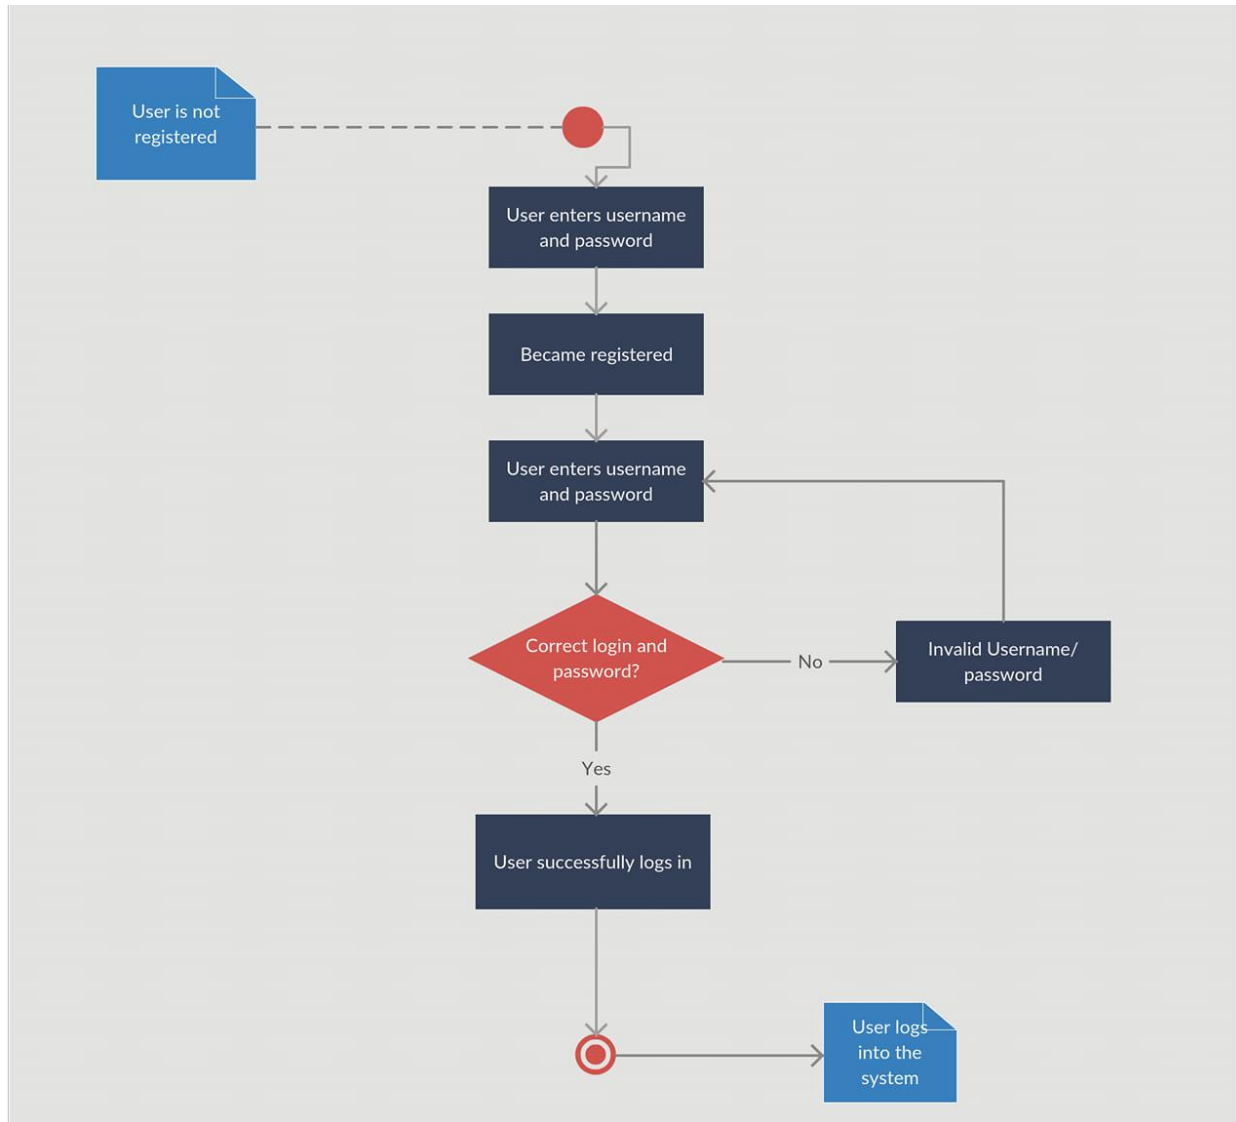 User is not
registered
User enters username
and password
Became registered
User enters username
and password
Correct login and
password?
No
Invalid Username/
password
Yes
User successfully logs in
User logs
into the
system